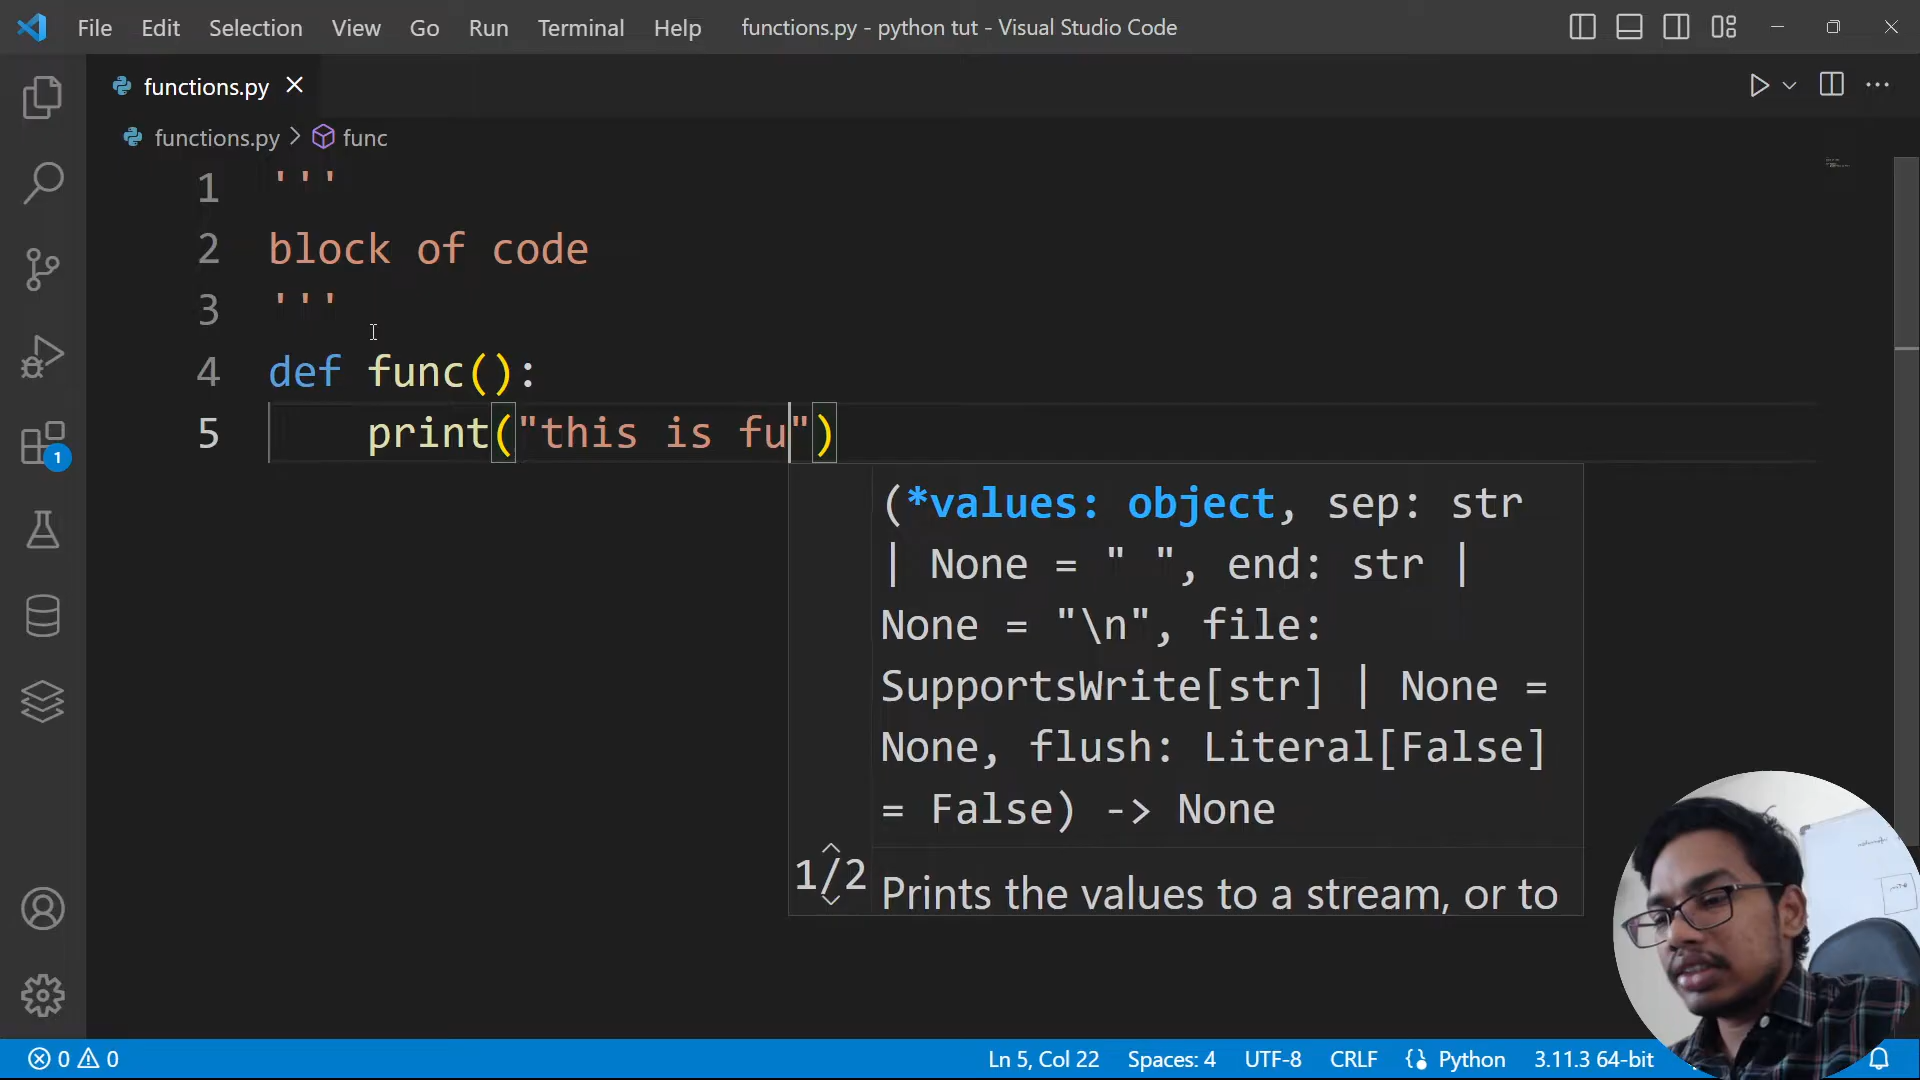 File Edit Selection View Go Run Terminal Help functions.py - python tut - Visual Studio Code
functions.py
functions.py > func
1 '''
2 block of code
3 '''
4 def func():
5 print("this is fu")
(*values: object, sep: str
| None = " ", end: str |
None = "\n", file:
SupportsWrite[str] | None =
None, flush: Literal[False]
= False) -> None
1/2 Prints the values to a stream, or to
1
0 0 Ln 5, Col 22 Spaces: 4 UTF-8 CRLF {} Python 3.11.3 64-bit